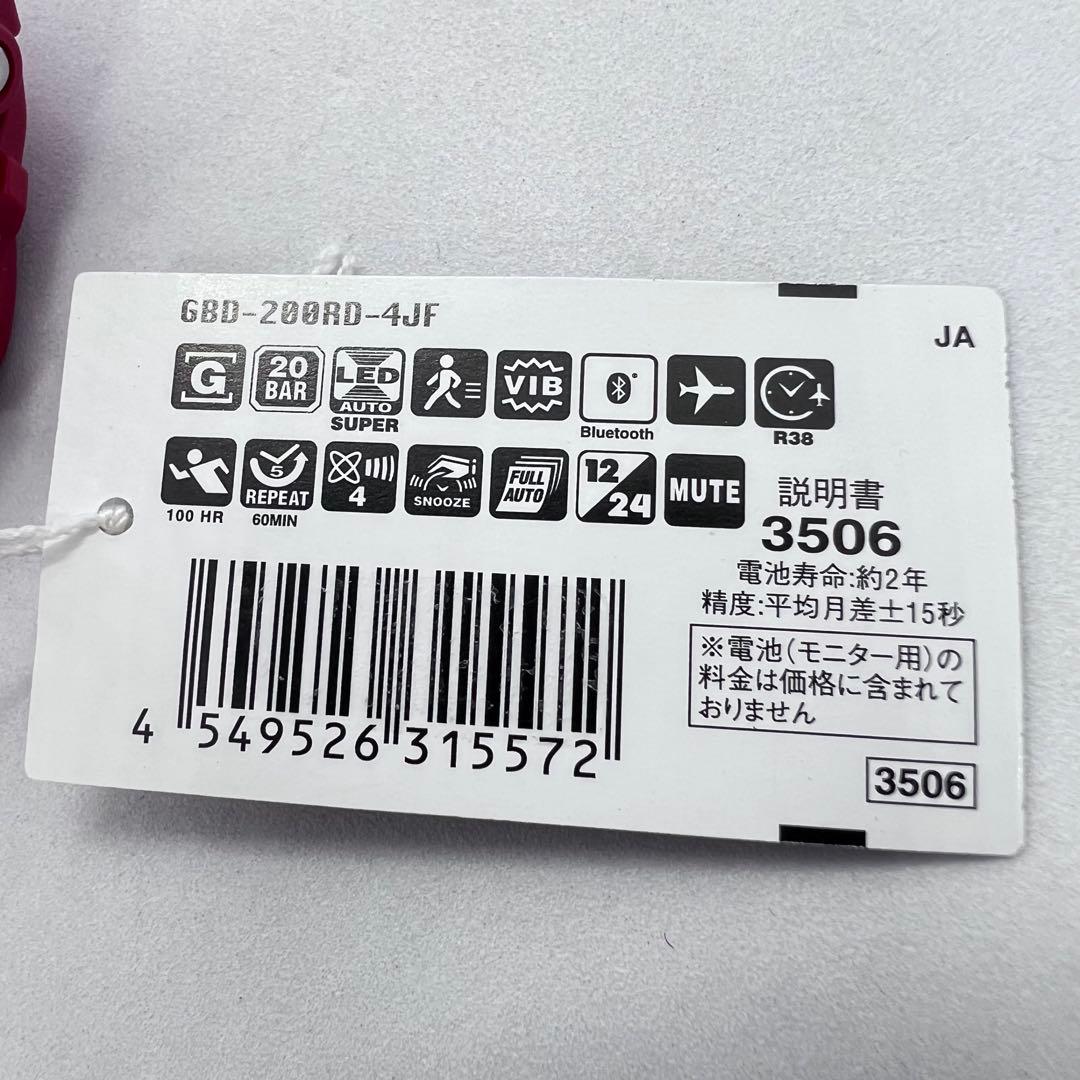 GBD-200RD-4JF
JA
G
20
BAR
LED
AUTO
SUPER
VIB
Bluetooth
R38
100 HR
5
REPEAT
60MIN
4
SNOOZE
FULL
AUTO
12/24
MUTE
説明書
3506
電池寿命:約2年
精度:平均月差±15秒
※電池(モニター用)の
料金は価格に含まれて
おりません
4 549526 315572
3506